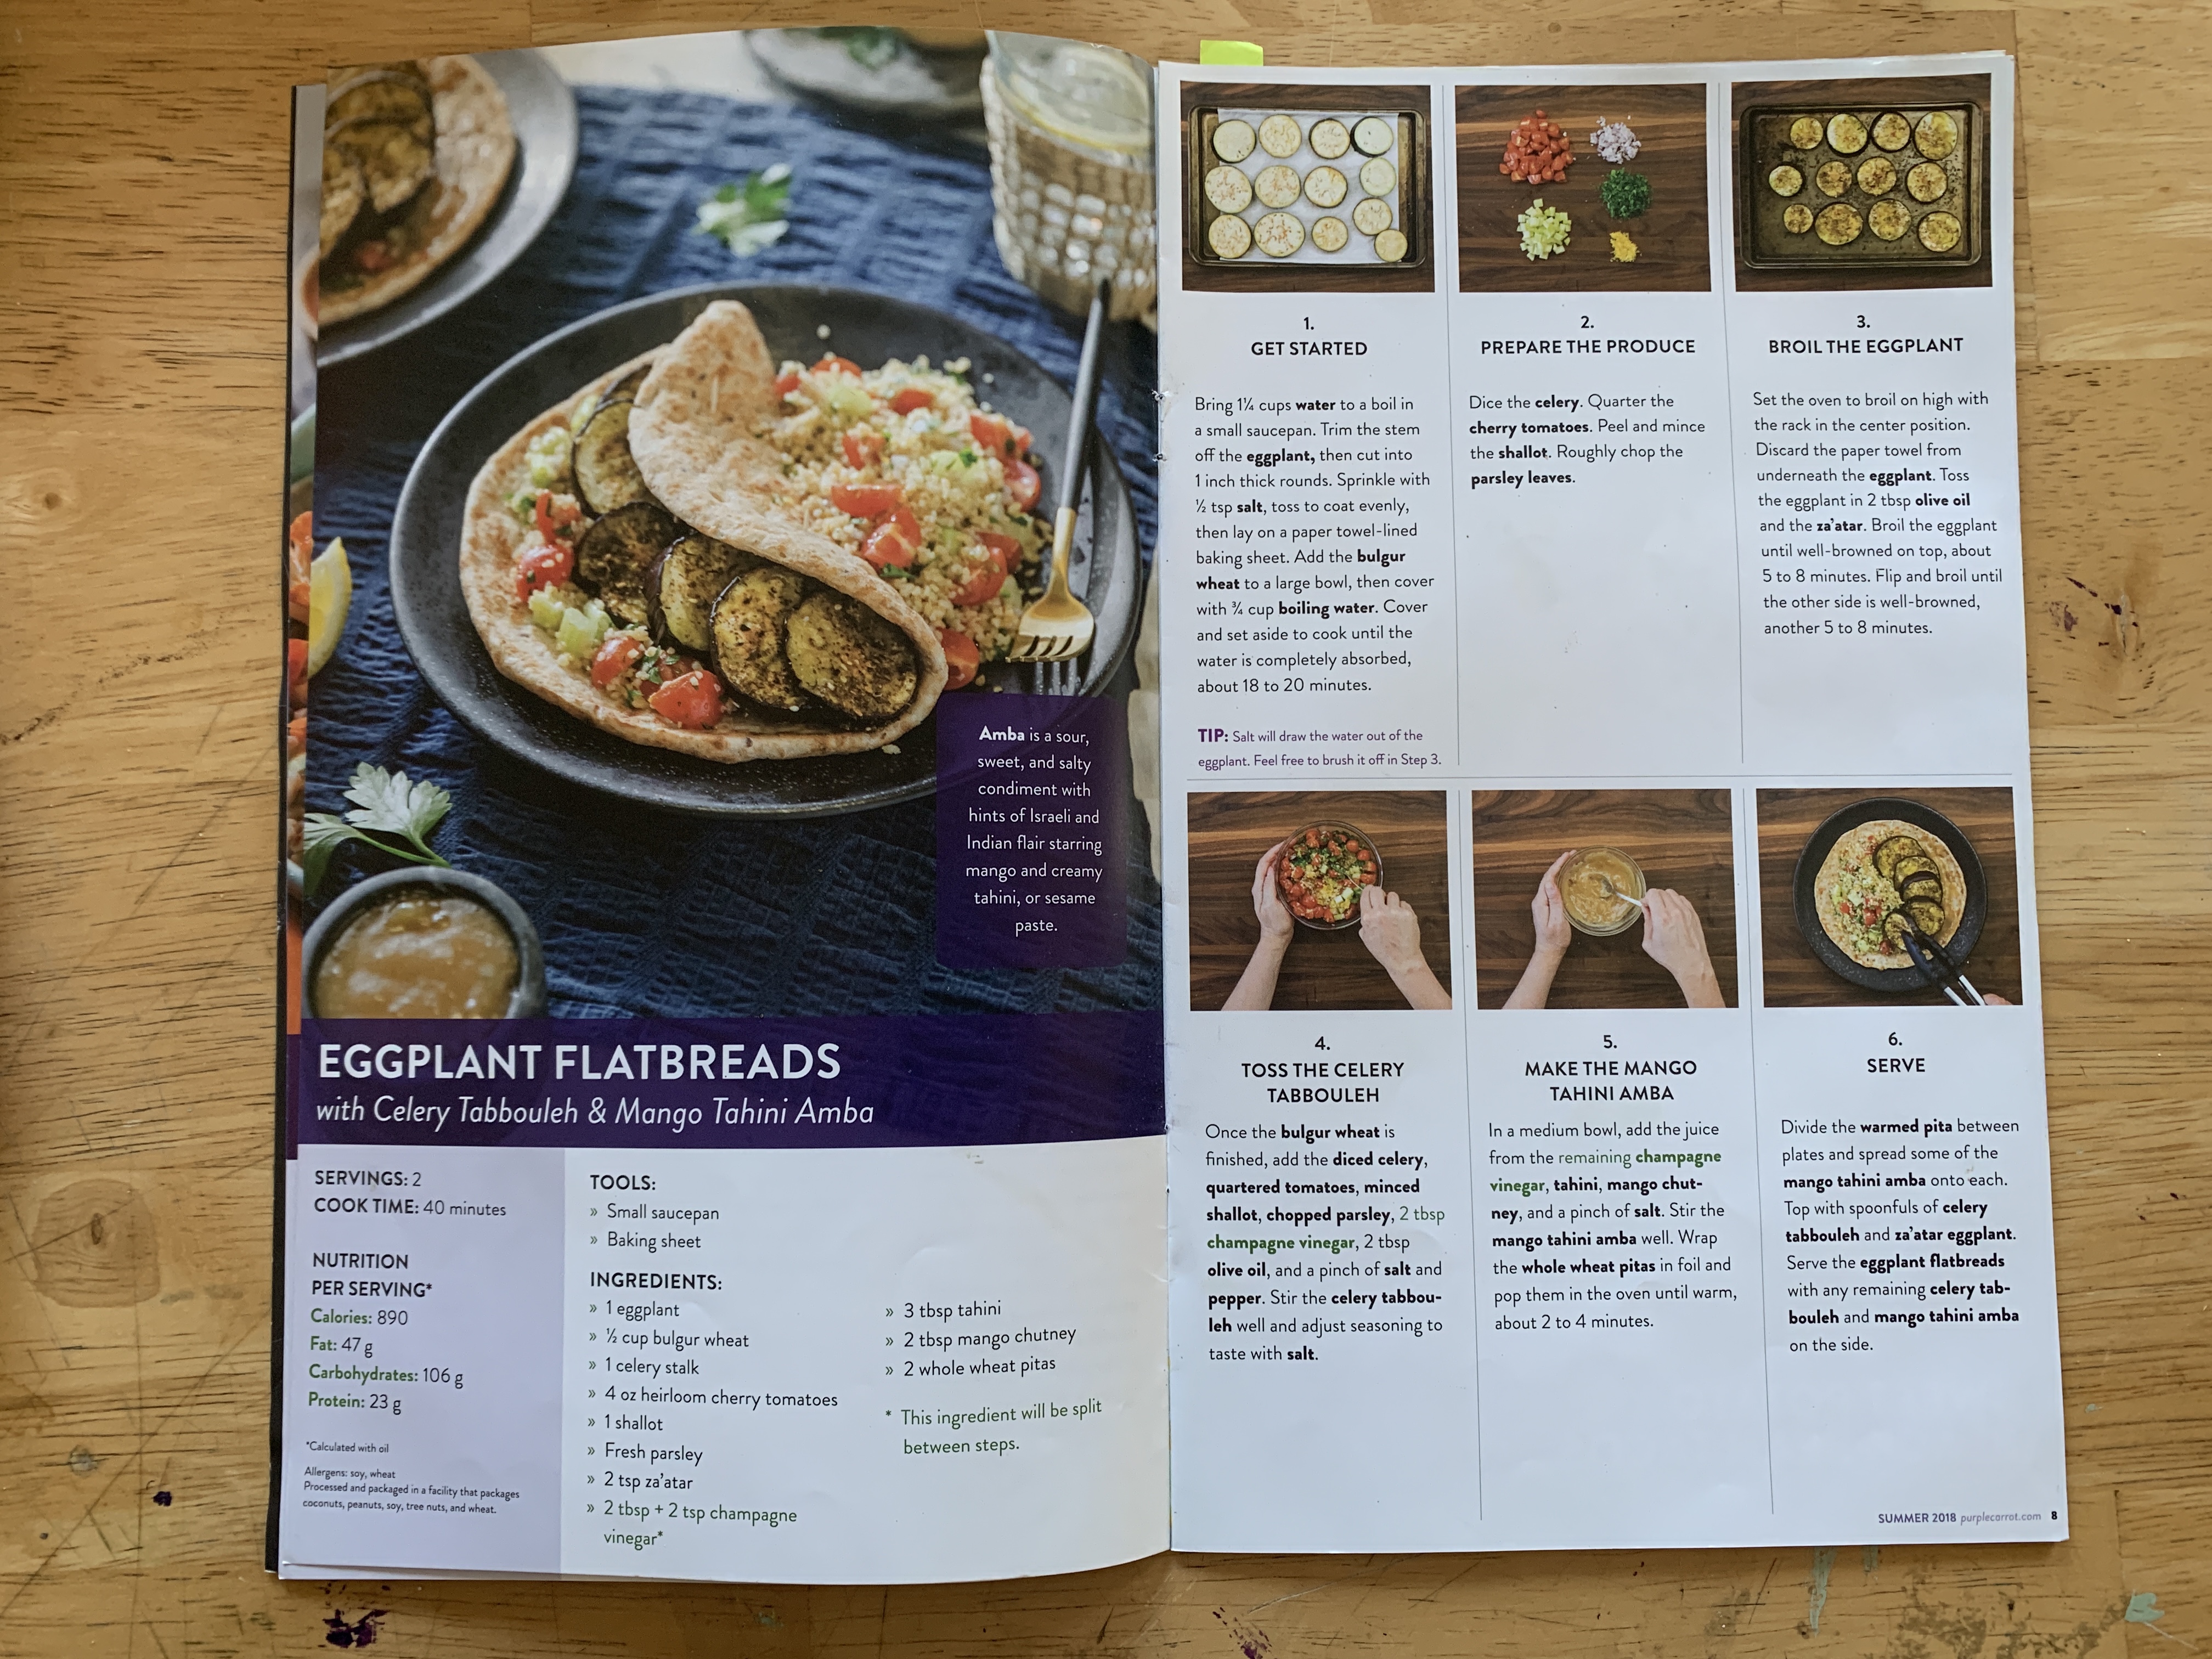 Amba is a sour,
sweet, and salty
condiment with
hints of Israeli and
Indian flair starring
mango and creamy
tahini, or sesame
paste.
EGGPLANT FLATBREADS
with Celery Tabbouleh & Mango Tahini Amba
SERVINGS: 2
COOK TIME: 40 minutes
NUTRITION
PER SERVING*
Calories: 890
Fat: 47 g
Carbohydrates: 106 g
Protein: 23 g
*Calculated with oil
Allergens: soy, wheat
Processed and packaged in a facility that packages
coconuts, peanuts, soy, tree nuts, and wheat.
TOOLS:
» Small saucepan
» Baking sheet
INGREDIENTS:
» 1 eggplant
» ½ cup bulgur wheat
» 1 celery stalk
» 4 oz heirloom cherry tomatoes
» 1 shallot
» Fresh parsley
» 2 tsp za'atar
» 2 tbsp + 2 tsp champagne
vinegar*
» 3 tbsp tahini
» 2 tbsp mango chutney
» 2 whole wheat pitas
* This ingredient will be split
between steps.
1.
GET STARTED
Bring 1¼ cups water to a boil in
a small saucepan. Trim the stem
off the eggplant, then cut into
1 inch thick rounds. Sprinkle with
½ tsp salt, toss to coat evenly,
then lay on a paper towel-lined
baking sheet. Add the bulgur
wheat to a large bowl, then cover
with ¾ cup boiling water. Cover
and set aside to cook until the
water is completely absorbed,
about 18 to 20 minutes.
TIP: Salt will draw the water out of the
eggplant. Feel free to brush it off in Step 3.
2.
PREPARE THE PRODUCE
Dice the celery. Quarter the
cherry tomatoes. Peel and mince
the shallot. Roughly chop the
parsley leaves.
3.
BROIL THE EGGPLANT
Set the oven to broil on high with
the rack in the center position.
Discard the paper towel from
underneath the eggplant. Toss
the eggplant in 2 tbsp olive oil
and the za'atar. Broil the eggplant
until well-browned on top, about
5 to 8 minutes. Flip and broil until
the other side is well-browned,
another 5 to 8 minutes.
4.
TOSS THE CELERY
TABBOULEH
Once the bulgur wheat is
finished, add the diced celery,
quartered tomatoes, minced
shallot, chopped parsley, 2 tbsp
champagne vinegar, 2 tbsp
olive oil, and a pinch of salt and
pepper. Stir the celery tabbou-
leh well and adjust seasoning to
taste with salt.
5.
MAKE THE MANGO
TAHINI AMBA
In a medium bowl, add the juice
from the remaining champagne
vinegar, tahini, mango chut-
ney, and a pinch of salt. Stir the
mango tahini amba well. Wrap
the whole wheat pitas in foil and
pop them in the oven until warm,
about 2 to 4 minutes.
6.
SERVE
Divide the warmed pita between
plates and spread some of the
mango tahini amba onto each.
Top with spoonfuls of celery
tabbouleh and za'atar eggplant.
Serve the eggplant flatbreads
with any remaining celery tab-
bouleh and mango tahini amba
on the side.
SUMMER 2018 purplecarrot.com 8